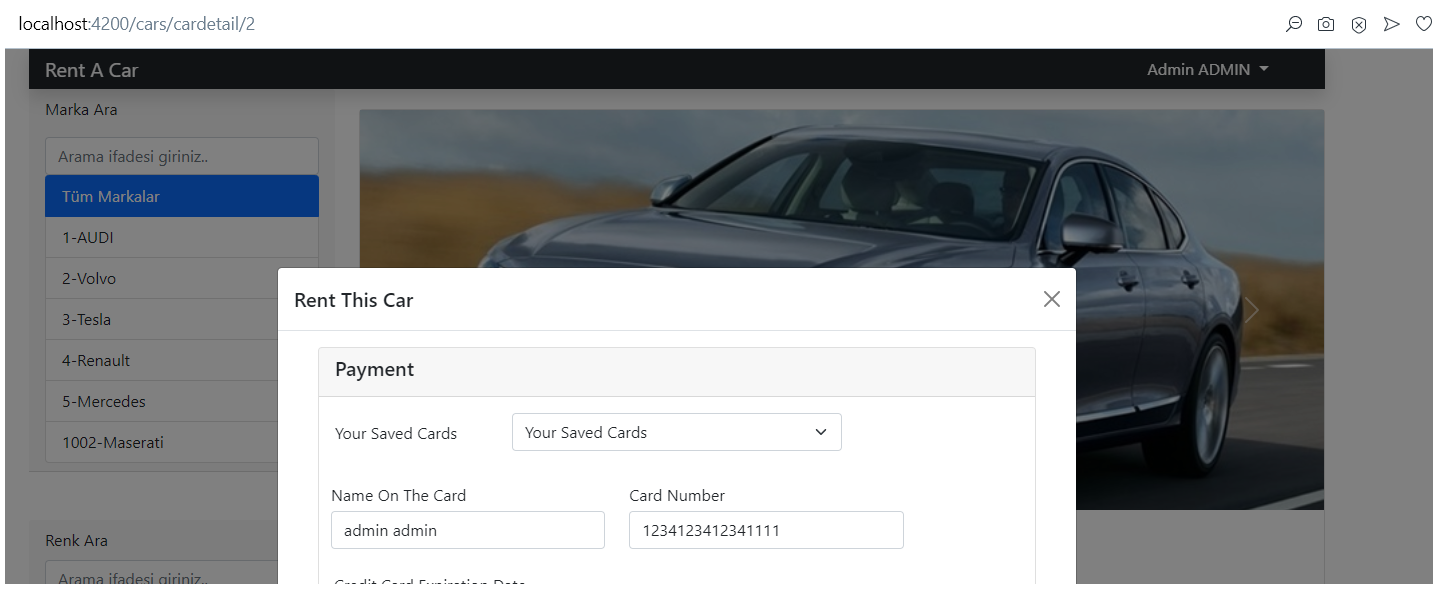 localhost:4200/cars/cardetail/2
Rent A Car
Admin ADMIN
Marka Ara
Arama ifadesi giriniz..
Tüm Markalar
1-AUDI
2-Volvo
3-Tesla
4-Renault
5-Mercedes
1002-Maserati
Renk Ara
Arama ifadesi giriniz..
Rent This Car
Payment
Your Saved Cards
Your Saved Cards
Name On The Card
Card Number
admin admin
1234123412341111
Credit Card Expiration Date